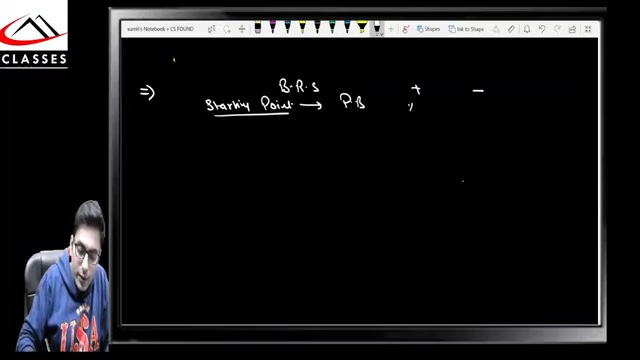 CLASSES
sumit's Notebook » CS FOUND
Shapes
Ink to Shape
⇒ B.R.S + −
Starting Point → P.B
USA